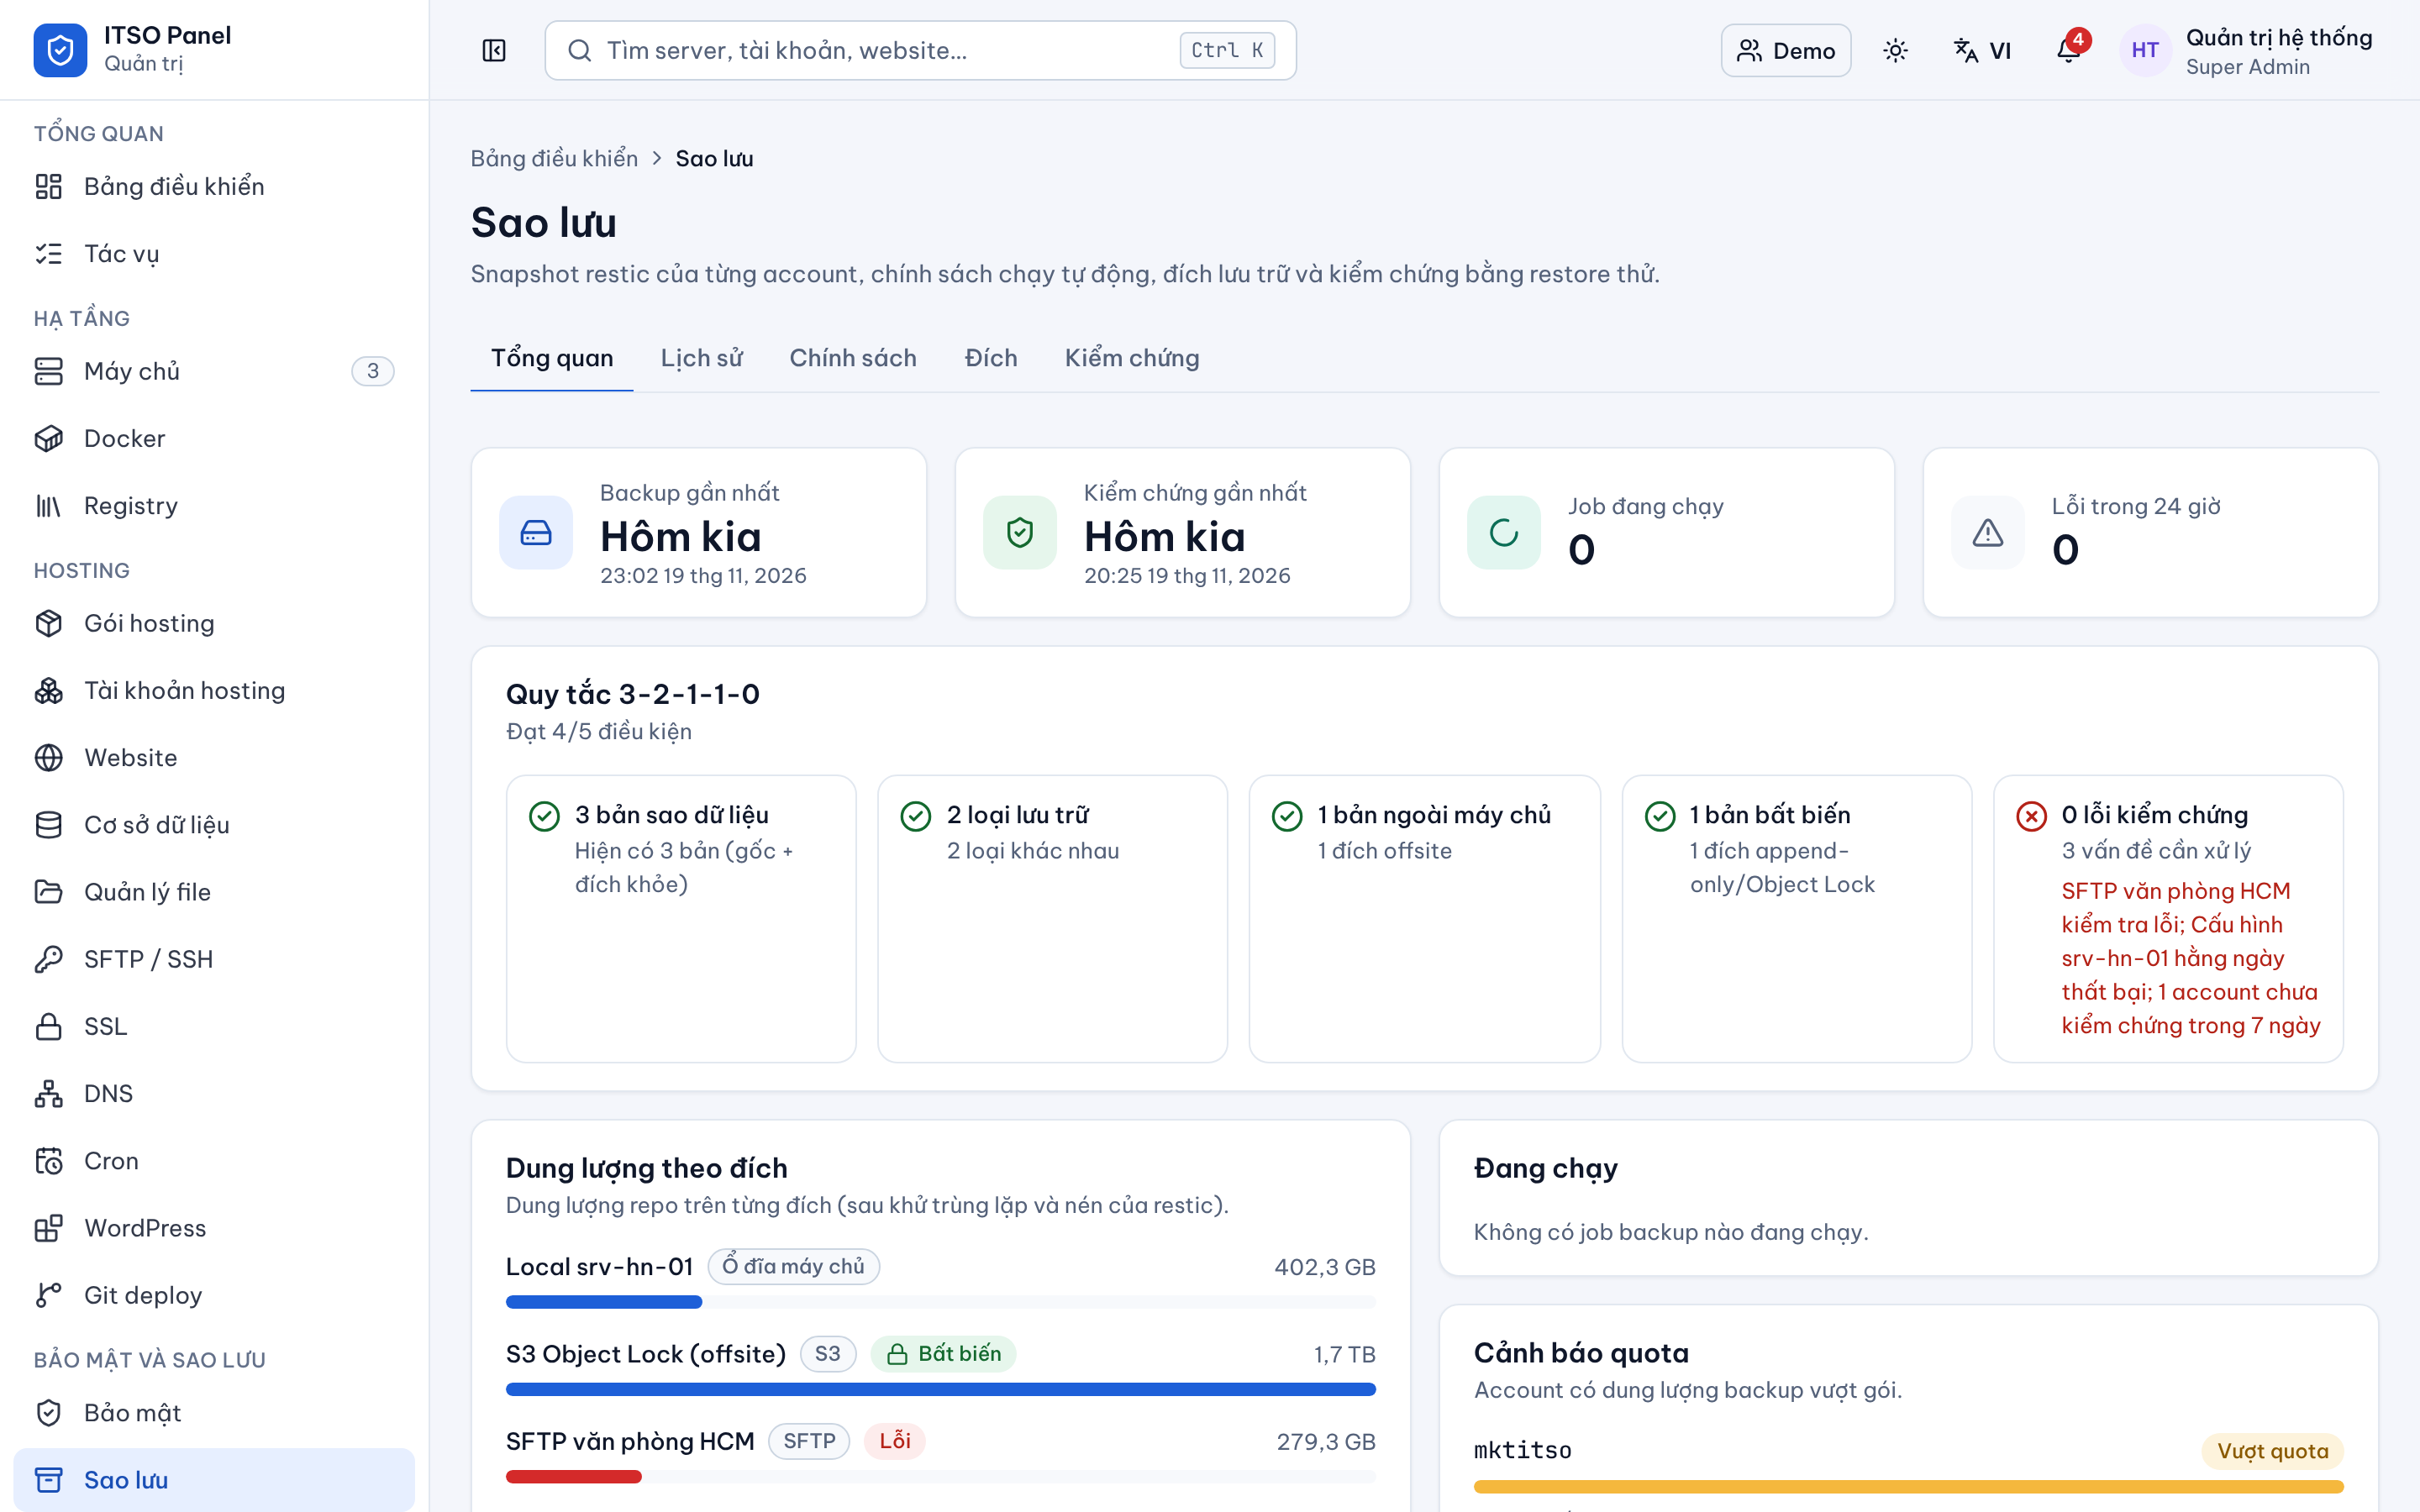 ITSO Panel
Quản trị
Tìm server, tài khoản, website...
Ctrl K
Demo
VI
4
HT
Quản trị hệ thống
Super Admin
TỔNG QUAN
Bảng điều khiển
Tác vụ
HẠ TẦNG
Máy chủ
3
Docker
Registry
HOSTING
Gói hosting
Tài khoản hosting
Website
Cơ sở dữ liệu
Quản lý file
SFTP / SSH
SSL
DNS
Cron
WordPress
Git deploy
BẢO MẬT VÀ SAO LƯU
Bảo mật
Sao lưu
Bảng điều khiển > Sao lưu
Sao lưu
Snapshot restic của từng account, chính sách chạy tự động, đích lưu trữ và kiểm chứng bằng restore thử.
Tổng quan
Lịch sử
Chính sách
Đích
Kiểm chứng
Backup gần nhất
Hôm kia
23:02 19 thg 11, 2026
Kiểm chứng gần nhất
Hôm kia
20:25 19 thg 11, 2026
Job đang chạy
0
Lỗi trong 24 giờ
0
Quy tắc 3-2-1-1-0
Đạt 4/5 điều kiện
3 bản sao dữ liệu
Hiện có 3 bản (gốc +
đích khỏe)
2 loại lưu trữ
2 loại khác nhau
1 bản ngoài máy chủ
1 đích offsite
1 bản bất biến
1 đích append-
only/Object Lock
0 lỗi kiểm chứng
3 vấn đề cần xử lý
SFTP văn phòng HCM
kiểm tra lỗi; Cấu hình
srv-hn-01 hằng ngày
thất bại; 1 account chưa
kiểm chứng trong 7 ngày
Dung lượng theo đích
Dung lượng repo trên từng đích (sau khử trùng lặp và nén của restic).
Local srv-hn-01
Ổ đĩa máy chủ
402,3 GB
S3 Object Lock (offsite)
S3
Bất biến
1,7 TB
SFTP văn phòng HCM
SFTP
Lỗi
279,3 GB
Đang chạy
Không có job backup nào đang chạy.
Cảnh báo quota
Account có dung lượng backup vượt gói.
mktitso
Vượt quota